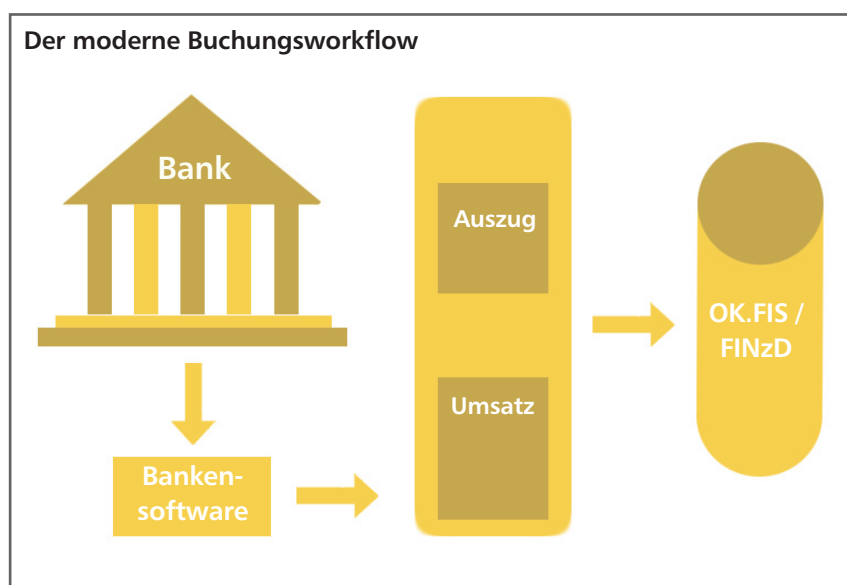 Der moderne Buchungsworkflow
Bank
Auszug
OK.FIS /
FINzD
Umsatz
Banken-
software